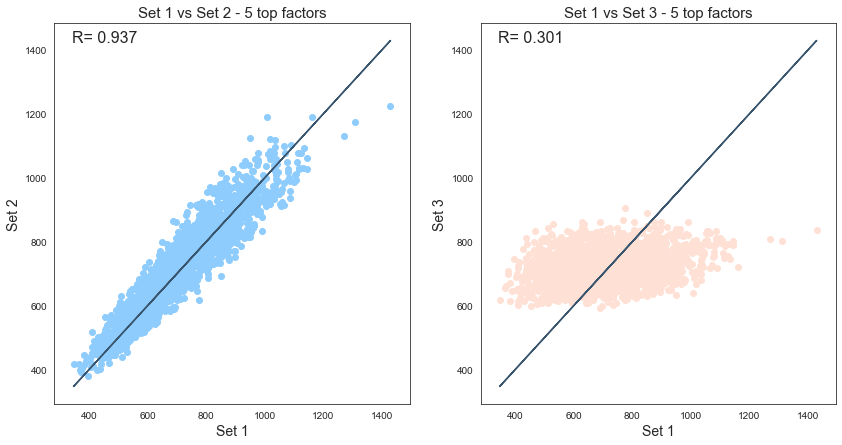 Set 1 vs Set 2 - 5 top factors
R= 0.937
1400
1200
1000
800
600
400
Set 2
400 600 800 1000 1200 1400
Set 1
Set 1 vs Set 3 - 5 top factors
R= 0.301
1400
1200
1000
800
600
400
Set 3
400 600 800 1000 1200 1400
Set 1